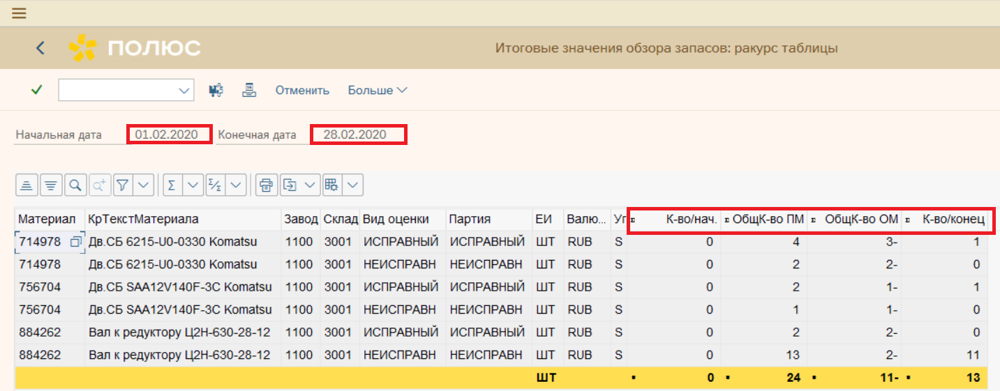 ПОЛЮС
Итоговые значения обзора запасов: ракурс таблицы
Отменить Больше
Начальная дата 01.02.2020 Конечная дата 28.02.2020
Материал КрТекстМатериала Завод Склад Вид оценки Партия ЕИ Валю... Уг К-во/нач. ОбщК-во ПМ ОбщК-во ОМ К-во/конец
714978 Дв.СБ 6215-U0-0330 Komatsu 1100 3001 ИСПРАВНЫЙ ИСПРАВНЫЙ ШТ RUB S 0 4 3- 1
714978 Дв.СБ 6215-U0-0330 Komatsu 1100 3001 НЕИСПРАВН НЕИСПРАВН ШТ RUB S 0 2 2- 0
756704 Дв.СБ SAA12V140F-3C Komatsu 1100 3001 ИСПРАВНЫЙ ИСПРАВНЫЙ ШТ RUB S 0 2 1- 1
756704 Дв.СБ SAA12V140F-3C Komatsu 1100 3001 НЕИСПРАВН НЕИСПРАВН ШТ RUB S 0 1 1- 0
884262 Вал к редуктору Ц2Н-630-28-12 1100 3001 ИСПРАВНЫЙ ИСПРАВНЫЙ ШТ RUB S 0 2 2- 0
884262 Вал к редуктору Ц2Н-630-28-12 1100 3001 НЕИСПРАВН НЕИСПРАВН ШТ RUB S 0 13 2- 11
ШТ 0 24 11- 13